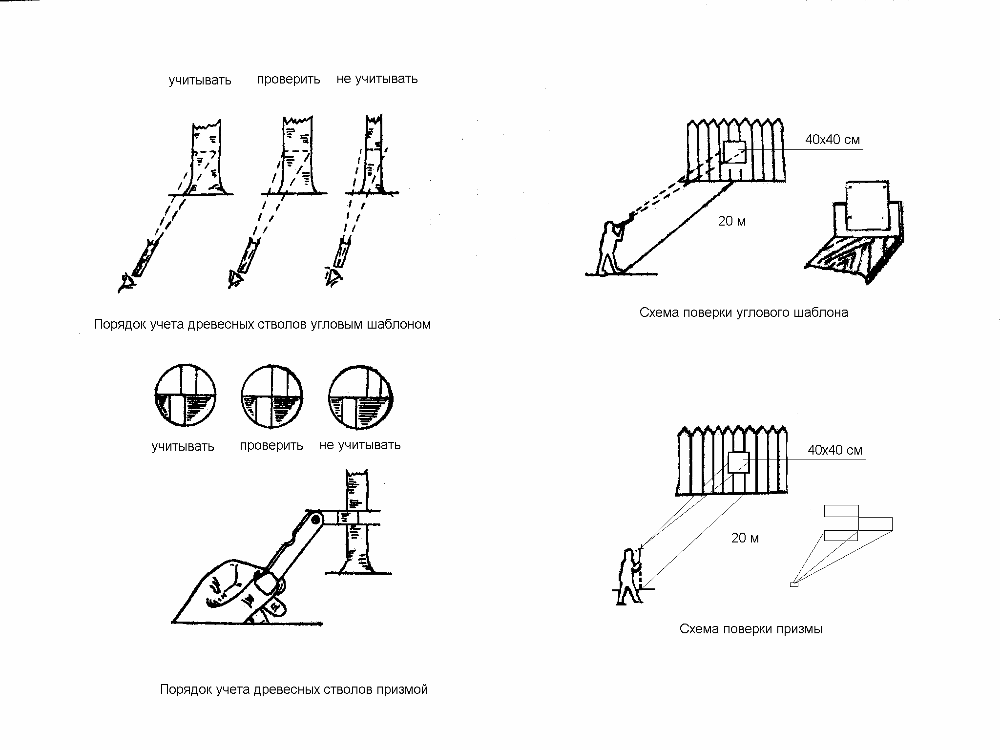 учитывать проверить не учитывать
Порядок учета древесных стволов угловым шаблоном
40х40 см
20 м
Схема поверки углового шаблона
учитывать проверить не учитывать
Порядок учета древесных стволов призмой
40х40 см
20 м
Схема поверки призмы